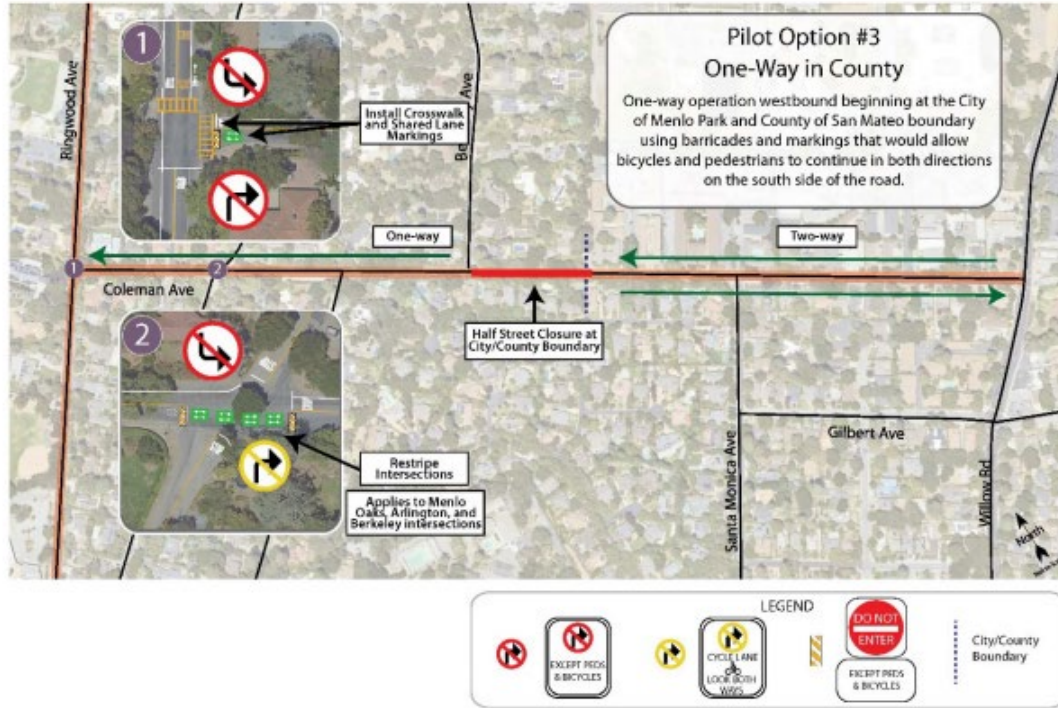 Pilot Option #3
One-Way in County
One-way operation westbound beginning at the City
of Menlo Park and County of San Mateo boundary
using barricades and markings that would allow
bicycles and pedestrians to continue in both directions
on the south side of the road.
1
Ringwood Ave
Install Crosswalk
and Shared Lane
Markings
Ave
One-way
Two-way
1
2
Coleman Ave
Half Street Closure at
City/County Boundary
2
Restripe
Intersections
Applies to Menlo
Oaks, Arlington, and
Berkeley intersections
Santa Monica Ave
Gilbert Ave
Willow Rd
North
LEGEND
EXCEPT PEDS
& BICYCLES
CYCLE LANE
LOOK BOTH
WAYS
DO NOT
ENTER
EXCEPT PEDS
& BICYCLES
City/County
Boundary